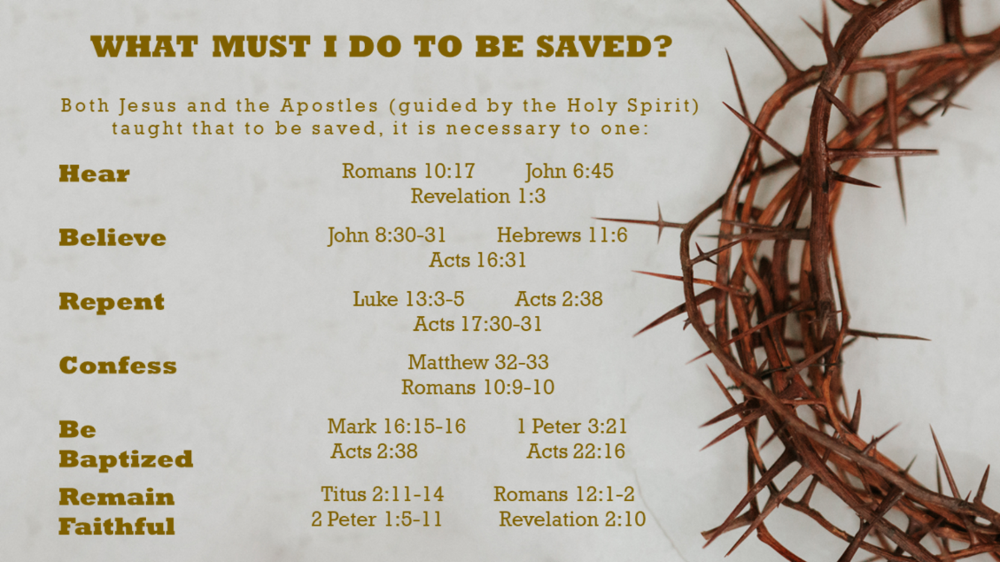 WHAT MUST I DO TO BE SAVED?
Both Jesus and the Apostles (guided by the Holy Spirit)
taught that to be saved, it is necessary to one:
Hear
Romans 10:17 John 6:45
Revelation 1:3
Believe
John 8:30-31 Hebrews 11:6
Acts 16:31
Repent
Luke 13:3-5 Acts 2:38
Acts 17:30-31
Confess
Matthew 32-33
Romans 10:9-10
Be
Baptized
Mark 16:15-16 1 Peter 3:21
Acts 2:38 Acts 22:16
Remain
Faithful
Titus 2:11-14 Romans 12:1-2
2 Peter 1:5-11 Revelation 2:10